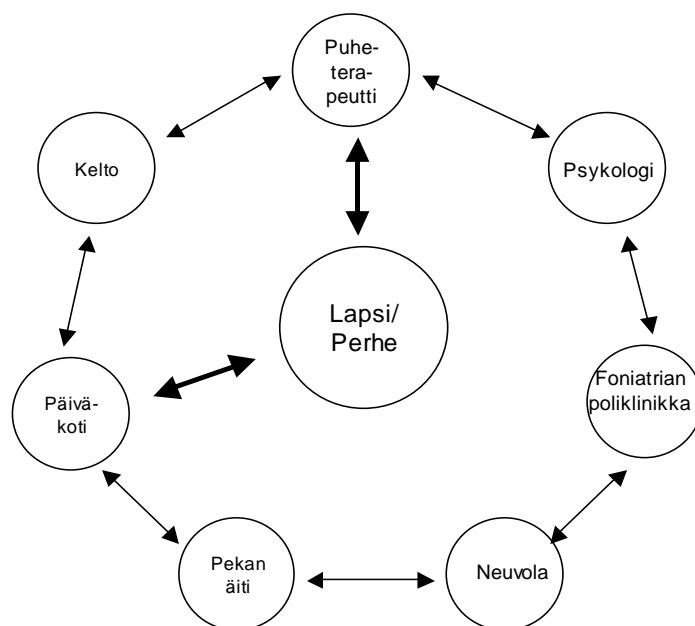 Puhe-
tera-
peutti
Kelto
Psykologi
Lapsi/
Perhe
Foniatrian
poliklinikka
Päivä-
koti
Pekan
äiti
Neuvola